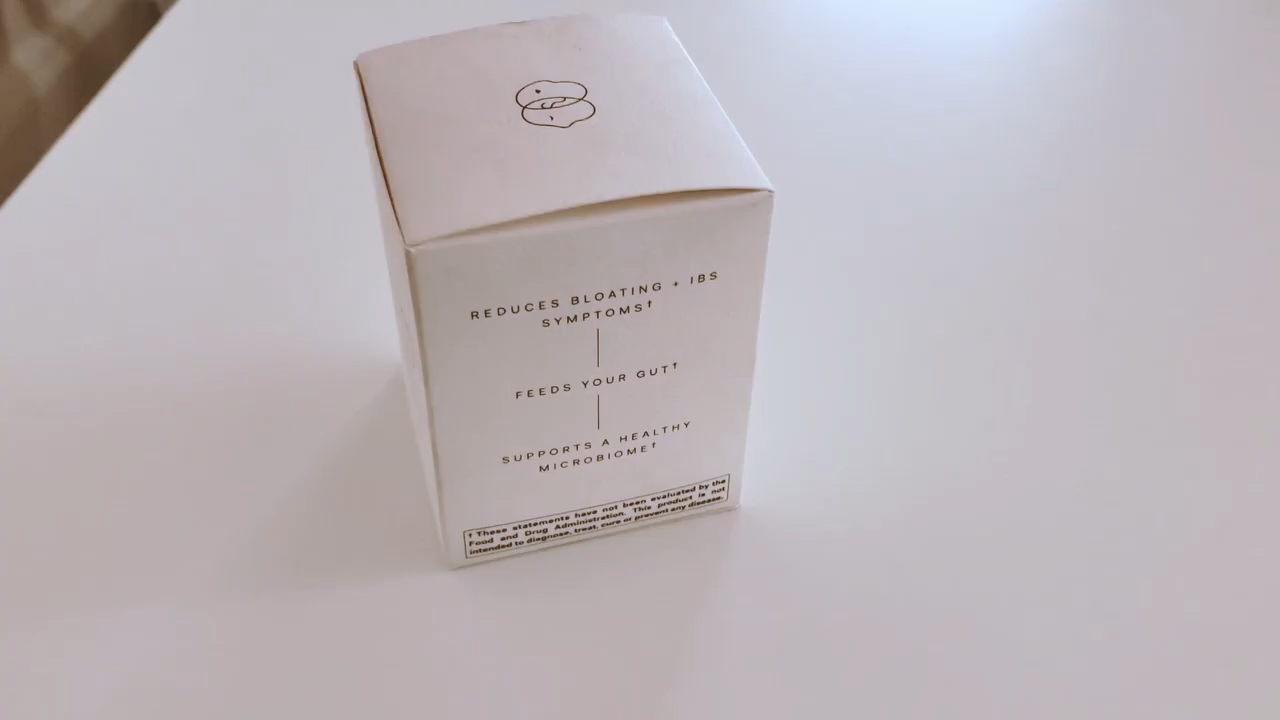 REDUCES BLOATING + IBS
SYMPTOMS†
FEEDS YOUR GUT†
SUPPORTS A HEALTHY
MICROBIOME†
† These statements have not been evaluated by the
Food and Drug Administration. This product is not
intended to diagnose, treat, cure or prevent any disease.